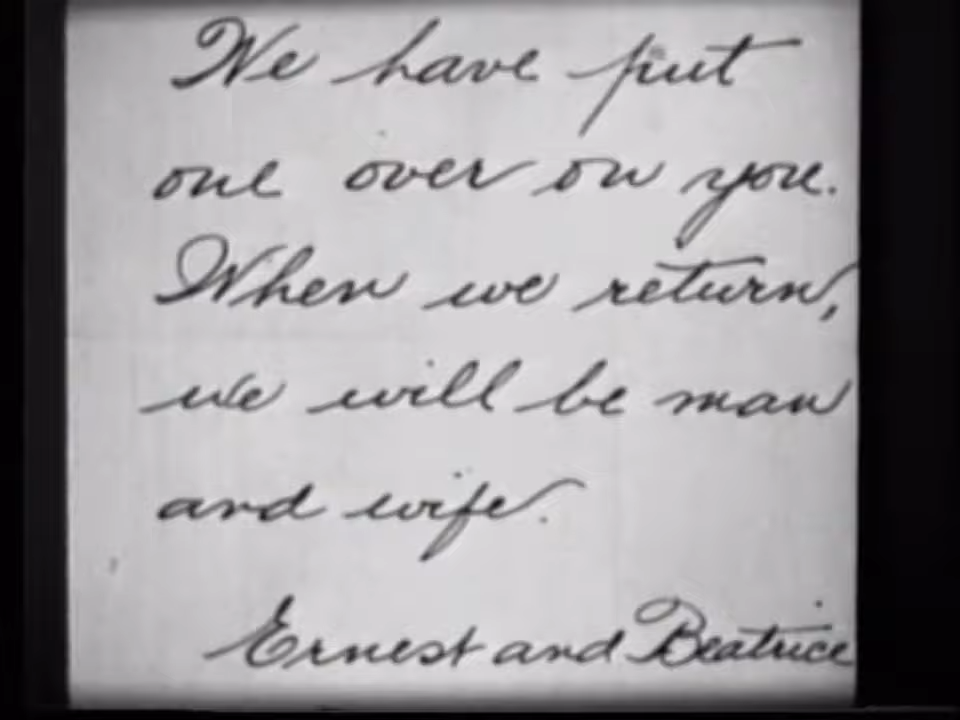 We have put
one over on you.
When we return,
we will be man
and wife.
Ernest and Beatrice